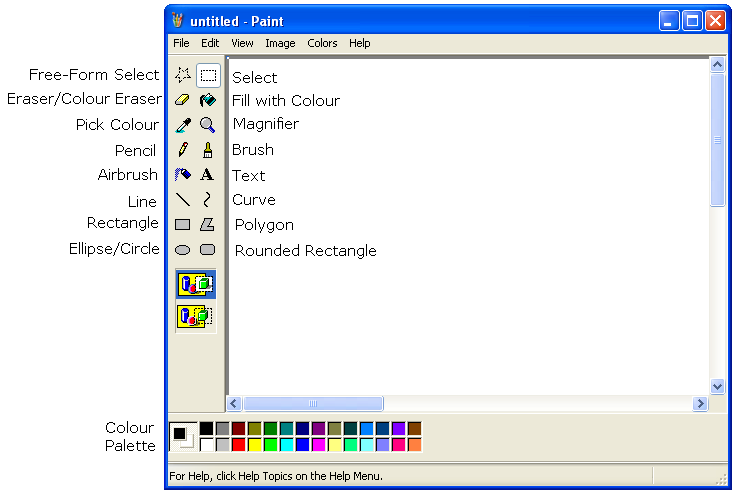 untitled - Paint
File Edit View Image Colors Help
Free-Form Select
Select
Eraser/Colour Eraser
Fill with Colour
Pick Colour
Magnifier
Pencil
Brush
Airbrush
A
Text
Line
Curve
Rectangle
Polygon
Ellipse/Circle
Rounded Rectangle
Colour
Palette
For Help, click Help Topics on the Help Menu.